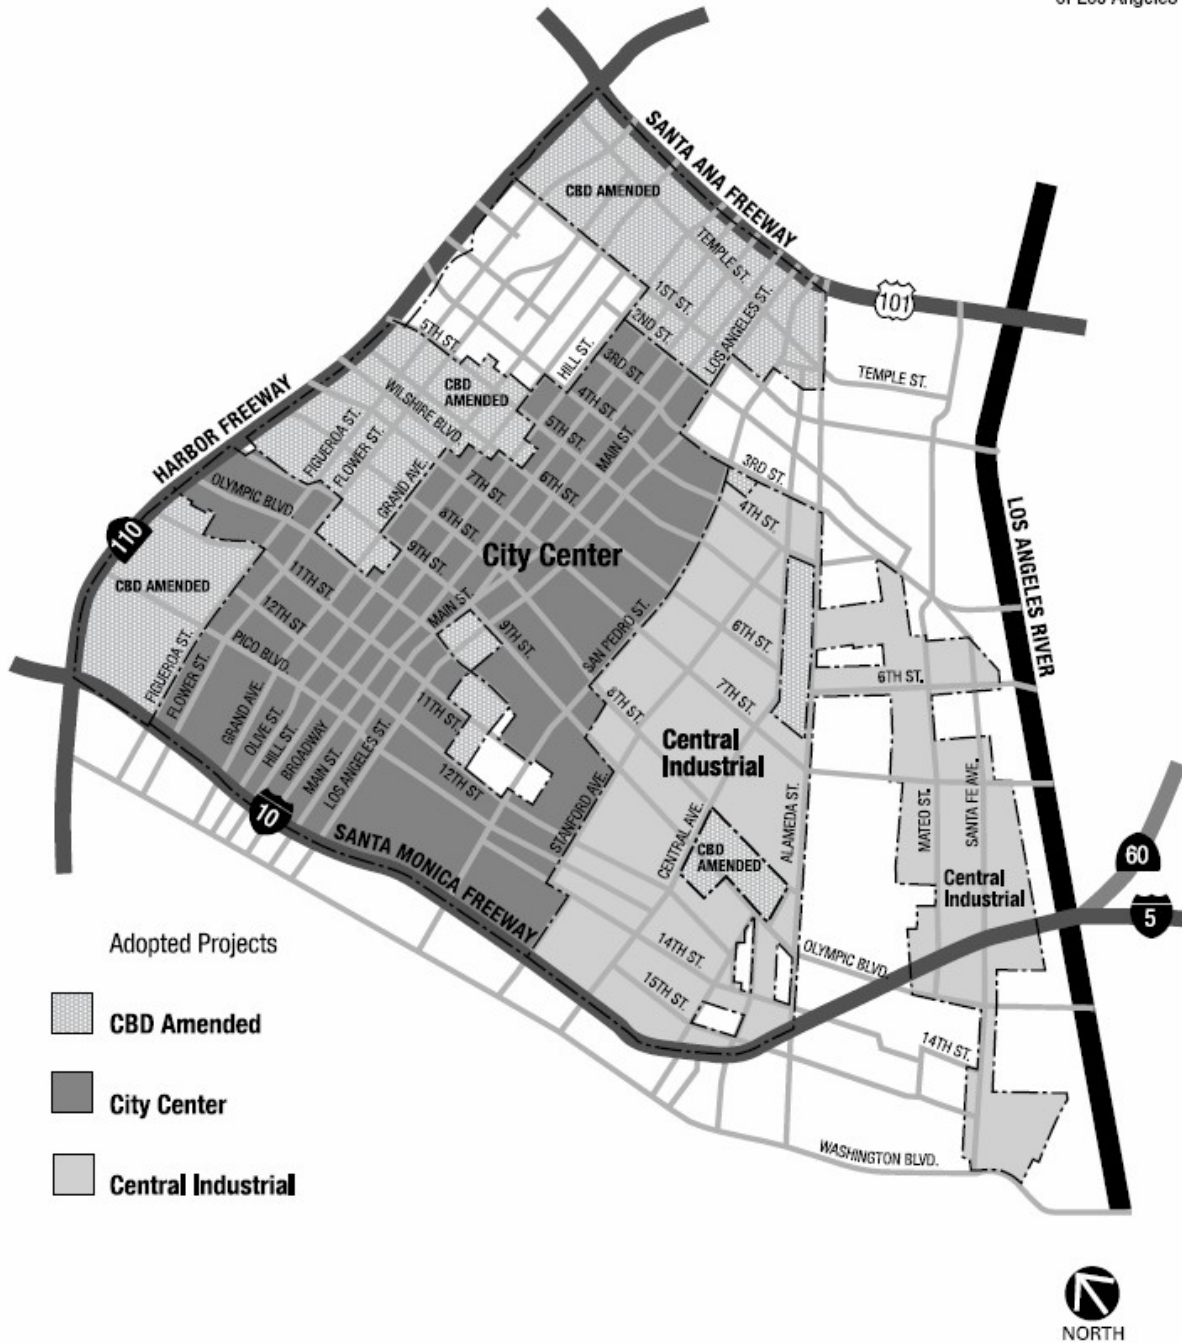 of Los Angeles
SANTA ANA FREEWAY
CBD AMENDED
TEMPLE ST.
101
1ST ST.
2ND ST.
LOS ANGELES ST.
5TH ST.
HILL ST.
3RD ST.
TEMPLE ST.
HARBOR FREEWAY
CBD
AMENDED
WILSHIRE BLVD.
4TH ST.
5TH ST.
MAIN ST.
FIGUEROA ST.
FLOWER ST.
GRAND AVE.
7TH ST.
6TH ST.
3RD ST.
4TH ST.
OLYMPIC BLVD.
8TH ST.
9TH ST.
City Center
LOS ANGELES RIVER
110
CBD AMENDED
11TH ST.
12TH ST
MAIN ST.
9TH ST.
SAN PEDRO ST.
6TH ST.
PICO BLVD.
FIGUEROA ST.
FLOWER ST.
GRAND AVE.
OLIVE ST.
HILL ST.
BROADWAY
MAIN ST.
LOS ANGELES ST.
11TH ST.
12TH ST
8TH ST.
7TH ST.
6TH ST.
Central
Industrial
STANFORD AVE.
CENTRAL AVE.
ALAMEDA ST.
MATEO ST.
SANTA FE AVE.
10
SANTA MONICA FREEWAY
CBD
AMENDED
Central
Industrial
60
5
14TH ST.
15TH ST.
OLYMPIC BLVD.
14TH ST.
WASHINGTON BLVD.
Adopted Projects
CBD Amended
City Center
Central Industrial
NORTH